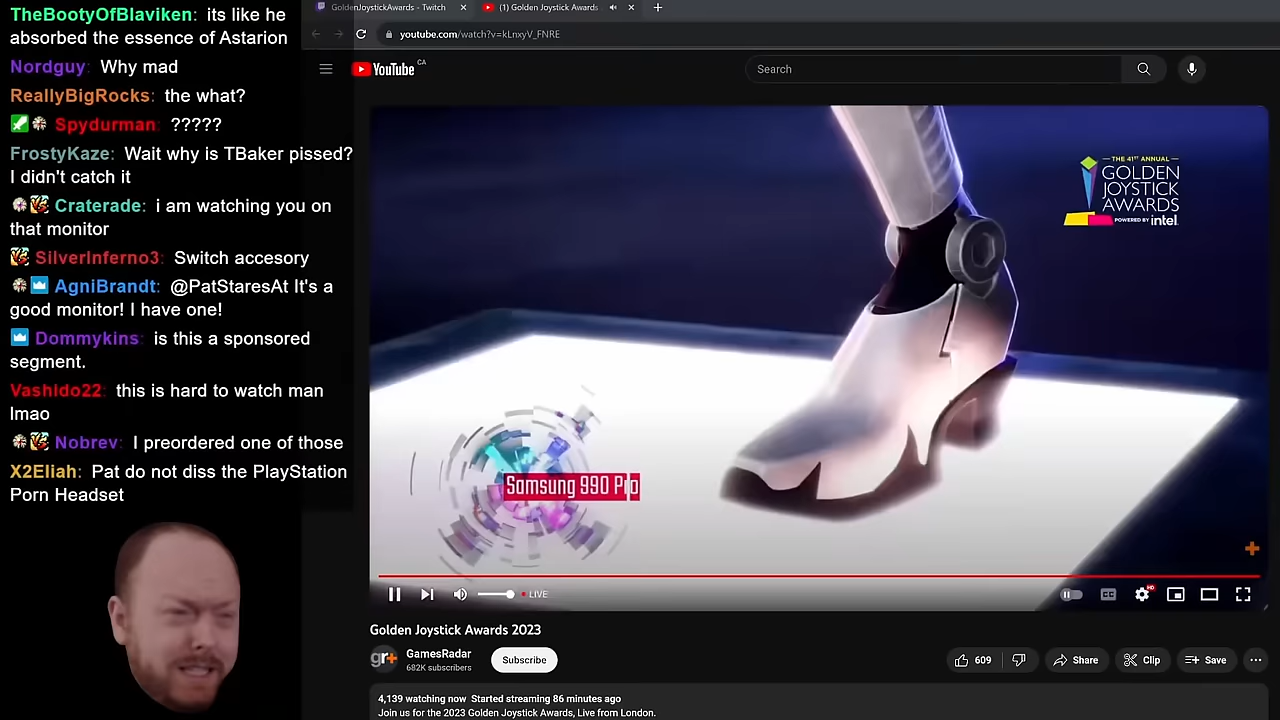 TheBootyOfBlaviken: its like he
absorbed the essence of Astarion
Nordguy: Why mad
ReallyBigRocks: the what?
Spydurman: ?????
FrostyKaze: Wait why is TBaker pissed?
I didn't catch it
Craterade: i am watching you on
that monitor
SilverInferno3: Switch accesory
AgniBrandt: @PatStaresAt It's a
good monitor! I have one!
Dommykins: is this a sponsored
segment.
Vashido22: this is hard to watch man
lmao
Nobrev: I preordered one of those
X2Eliah: Pat do not diss the PlayStation
Porn Headset
GoldenJoystickAwards - Twitch
(1) Golden Joystick Awards
youtube.com/watch?v=kLnxyV_FNRE
YouTube CA
Search
THE 41ST ANNUAL
GOLDEN
JOYSTICK
AWARDS
POWERED BY intel.
Samsung 990 Pro
LIVE
CC
HD
Golden Joystick Awards 2023
gr+
GamesRadar
682K subscribers
Subscribe
609
Share
Clip
Save
4,139 watching now Started streaming 86 minutes ago
Join us for the 2023 Golden Joystick Awards, Live from London.